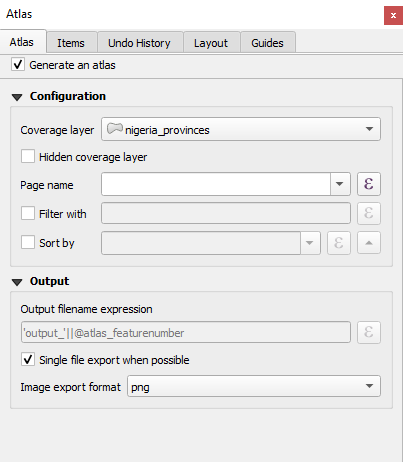 Atlas
x
Atlas Items Undo History Layout Guides
Generate an atlas
Configuration
Coverage layer nigeria_provinces
Hidden coverage layer
Page name ε
Filter with ε
Sort by ε
Output
Output filename expression
'output_'||@atlas_featurenumber ε
Single file export when possible
Image export format png